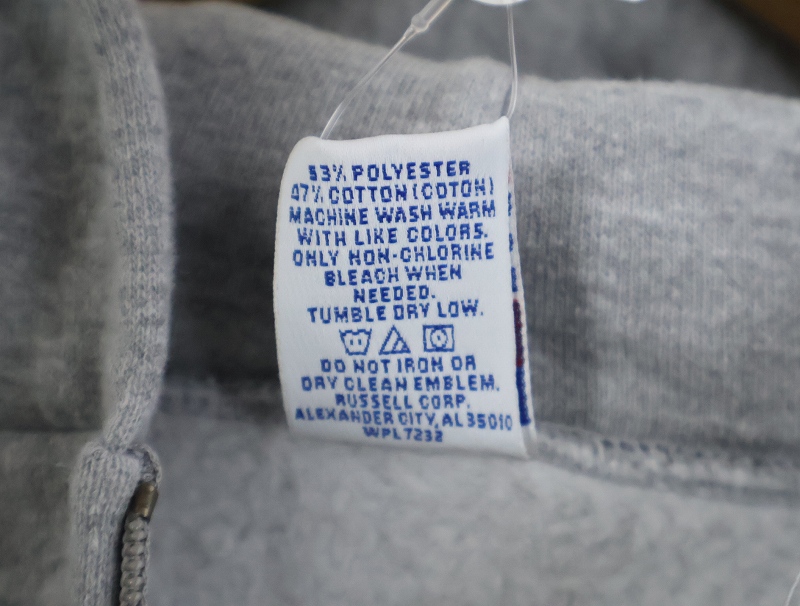 53% POLYESTER
47% COTTON (COTON)
MACHINE WASH WARM
WITH LIKE COLORS.
ONLY NON-CHLORINE
BLEACH WHEN
NEEDED.
TUMBLE DRY LOW.
DO NOT IRON OR
DRY CLEAN EMBLEM.
RUSSELL CORP.
ALEXANDER CITY, AL 35010
WPL 7232